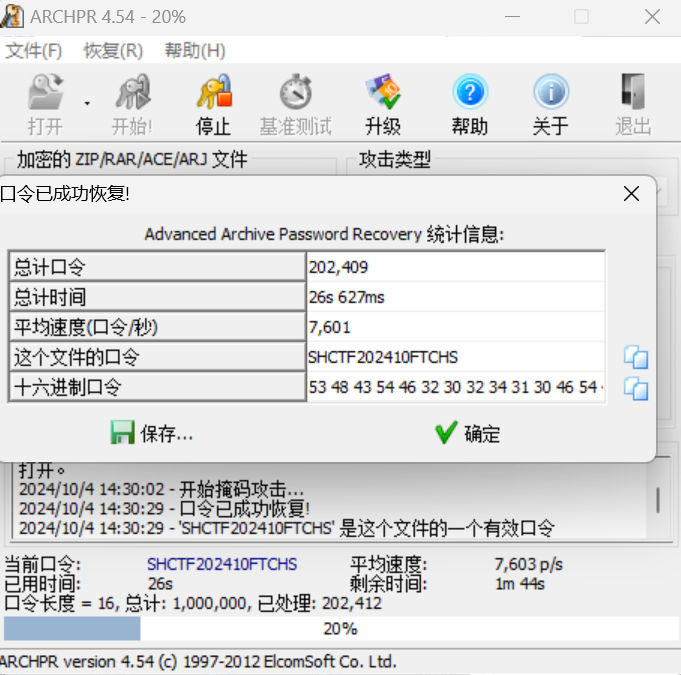 ARCHPR 4.54 - 20%
文件(F) 恢复(R) 帮助(H)
打开 开始! 停止 基准测试 升级 帮助 关于 退出
加密的 ZIP/RAR/ACE/ARJ 文件 攻击类型
口令已成功恢复!
Advanced Archive Password Recovery 统计信息:
总计口令 202,409
总计时间 26s 627ms
平均速度(口令/秒) 7,601
这个文件的口令 SHCTF202410FTCHS
十六进制口令 53 48 43 54 46 32 30 32 34 31 30 46 54
保存... 确定
打开。
2024/10/4 14:30:02 - 开始掩码攻击...
2024/10/4 14:30:29 - 口令已成功恢复!
2024/10/4 14:30:29 - 'SHCTF202410FTCHS' 是这个文件的一个有效口令
当前口令: SHCTF202410FTCHS 平均速度: 7,603 p/s
已用时间: 26s 剩余时间: 1m 44s
口令长度 = 16, 总计: 1,000,000, 已处理: 202,412
20%
ARCHPR version 4.54 (c) 1997-2012 ElcomSoft Co. Ltd.